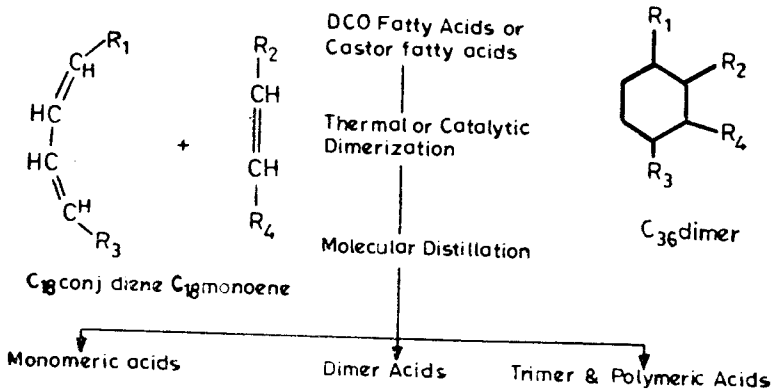 R₁
CH
HC
HC
CH
R₃
+
R₂
CH
CH
R₄
C₁₈conj diene C₁₈monoene
DCO Fatty Acids or
Castor fatty acids
Thermal or Catalytic
Dimerization
Molecular Distillation
R₁
R₂
R₄
R₃
C₃₆dimer
Monomeric acids
Dimer Acids
Trimer & Polymeric Acids